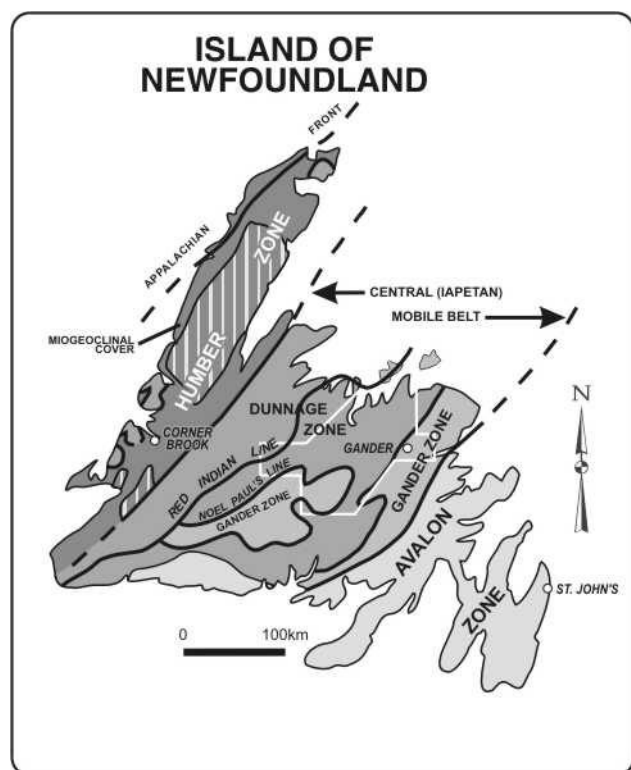 ISLAND OF
NEWFOUNDLAND
FRONT
APPALACHIAN
ZONE
HUMBER
CENTRAL (IAPETAN)
MOBILE BELT
MIOGEOCLINAL
COVER
DUNNAGE
ZONE
CORNER
BROOK
GANDER
GANDER ZONE
N
RED INDIAN LINE
NOEL PAUL'S LINE
GANDER ZONE
AVALON
ZONE
ST. JOHN'S
0 100km